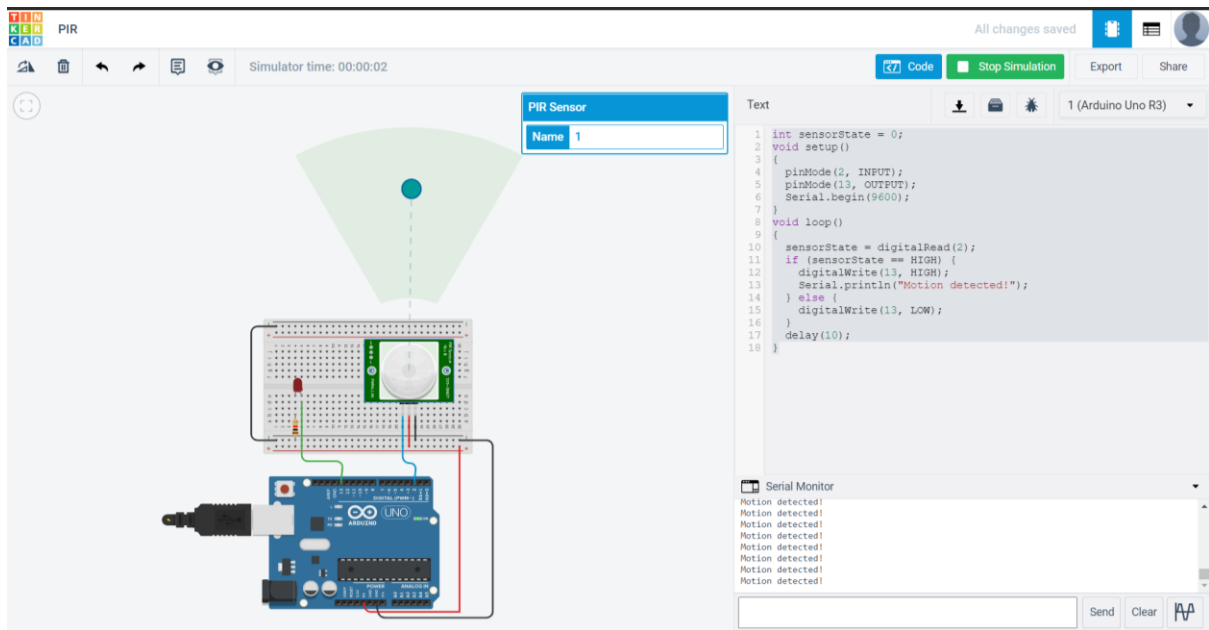 TIN
KER
CAD
PIR
All changes saved
Simulator time: 00:00:02
Code
Stop Simulation
Export
Share
PIR Sensor
Name 1
Text
1 (Arduino Uno R3)
1 int sensorState = 0;
2 void setup()
3 {
4 pinMode(2, INPUT);
5 pinMode(13, OUTPUT);
6 Serial.begin(9600);
7 }
8 void loop()
9 {
10 sensorState = digitalRead(2);
11 if (sensorState == HIGH) {
12 digitalWrite(13, HIGH);
13 Serial.println("Motion detected!");
14 } else {
15 digitalWrite(13, LOW);
16 }
17 delay(10);
18 }
DIGITAL (PWM~)
UNO
ARDUINO
POWER
ANALOG IN
Serial Monitor
Motion detected!
Motion detected!
Motion detected!
Motion detected!
Motion detected!
Motion detected!
Motion detected!
Motion detected!
Send
Clear